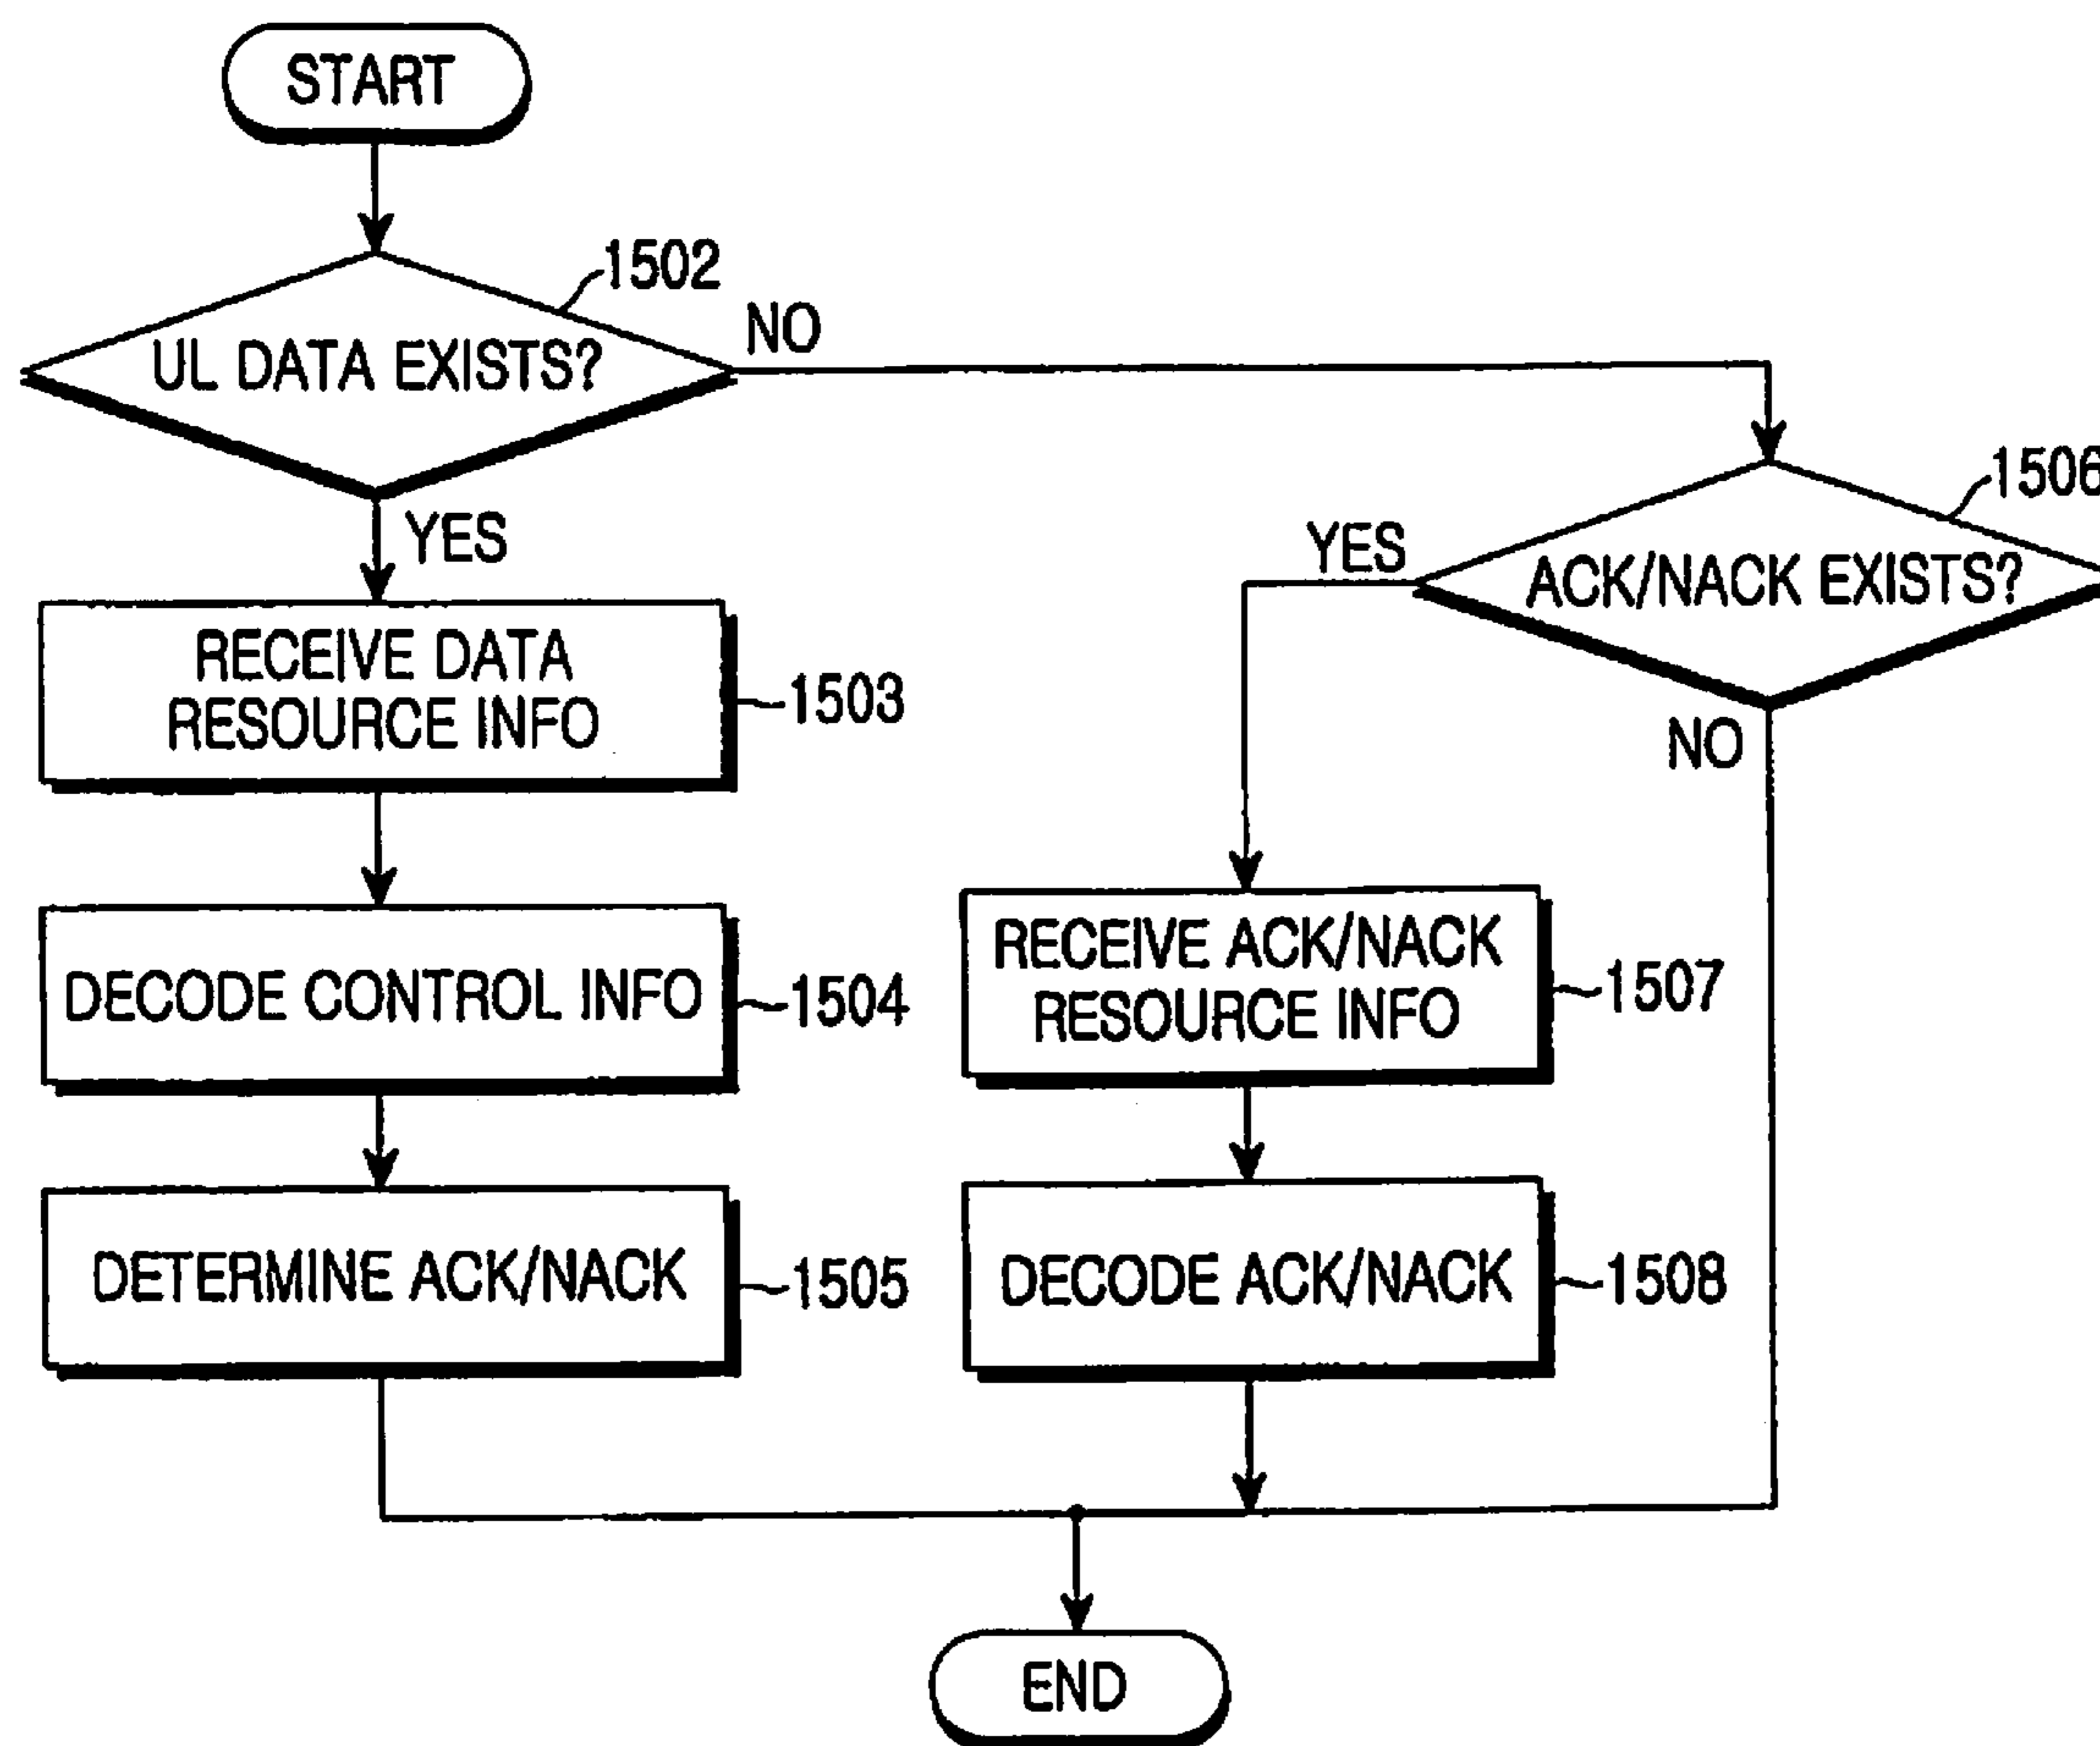 START
1502
UL DATA EXISTS?
NO
YES
1506
ACK/NACK EXISTS?
YES
NO
RECEIVE DATA
RESOURCE INFO
1503
DECODE CONTROL INFO
1504
RECEIVE ACK/NACK
RESOURCE INFO
1507
DETERMINE ACK/NACK
1505
DECODE ACK/NACK
1508
END